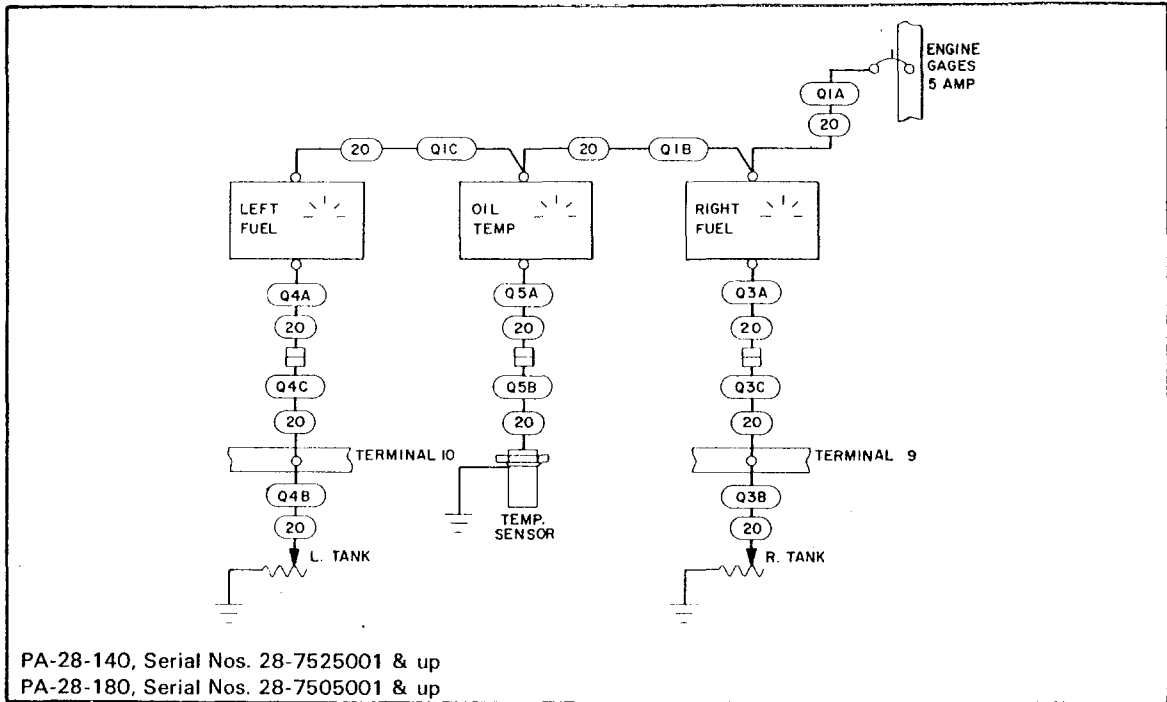 ENGINE
GAGES
5 AMP
Q1A
20
20
Q1C
20
Q1B
LEFT
FUEL
OIL
TEMP
RIGHT
FUEL
Q4A
Q5A
Q3A
20
20
20
Q4C
Q5B
Q3C
20
20
20
TERMINAL 10
TERMINAL 9
Q4B
Q3B
TEMP.
SENSOR
20
20
L. TANK
R. TANK
PA-28-140, Serial Nos. 28-7525001 & up
PA-28-180, Serial Nos. 28-7505001 & up